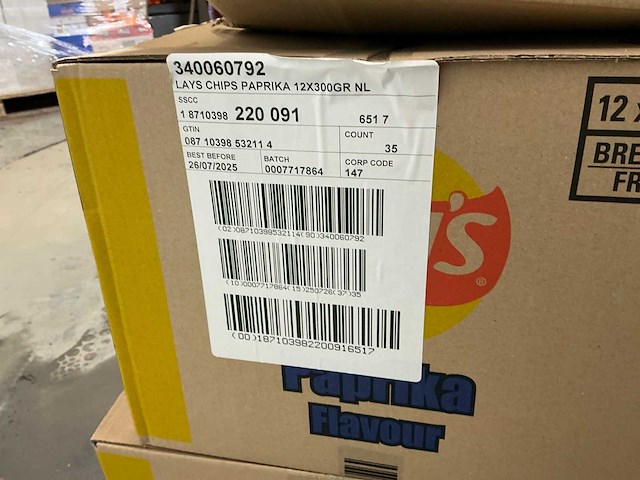 340060792
LAYS CHIPS PAPRIKA 12X300GR NL
SSCC
1 8710398 220 091 651 7
GTIN COUNT
087 10398 53211 4 35
BEST BEFORE BATCH CORP CODE
26/07/2025 0007717864 147
(02)08710398532114(90)340060792
(10)0007717864(15)250726(37)35
(00)187103982200916517
12
BRE
FR
'S
®
Paprika
Flavour